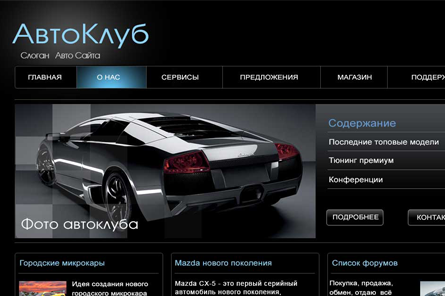 АвтоКлуб
Слоган Авто Сайта
ГЛАВНАЯ
О НАС
СЕРВИСЫ
ПРЕДЛОЖЕНИЯ
МАГАЗИН
ПОДДЕРЖ
Содержание
Последние топовые модели
Тюнинг премиум
Конференции
ПОДРОБНЕЕ
КОНТАК
Фото автоклуба
Городские микрокары
Идея создания нового
городского микрокара
Mazda нового поколения
Mazda CX-5 - это первый серийный
автомобиль нового поколения,
Список форумов
Покупка, продажа,
обмен, отдаю всё